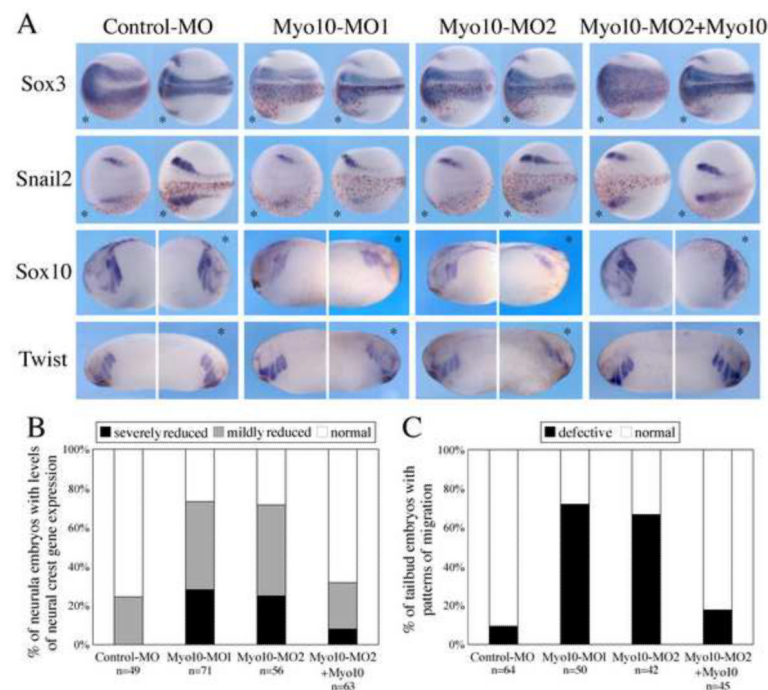 A
Control-MO Myo10-MO1 Myo10-MO2 Myo10-MO2+Myo10
Sox3
* * * *
Snail2
* * * *
Sox10
* * * *
Twist
* * * *
B
severely reduced mildly reduced normal
% of neurula embryos with levels
of neural crest gene expression
100%
80%
60%
40%
20%
0%
Control-MO
n=49
Myo10-MO1
n=71
Myo10-MO2
n=56
Myo10-MO2
+Myo10
n=63
C
defective normal
% of tailbud embryos with
patterns of migration
100%
80%
60%
40%
20%
0%
Control-MO
n=64
Myo10-MO1
n=50
Myo10-MO2
n=42
Myo10-MO2
+Myo10
n=45